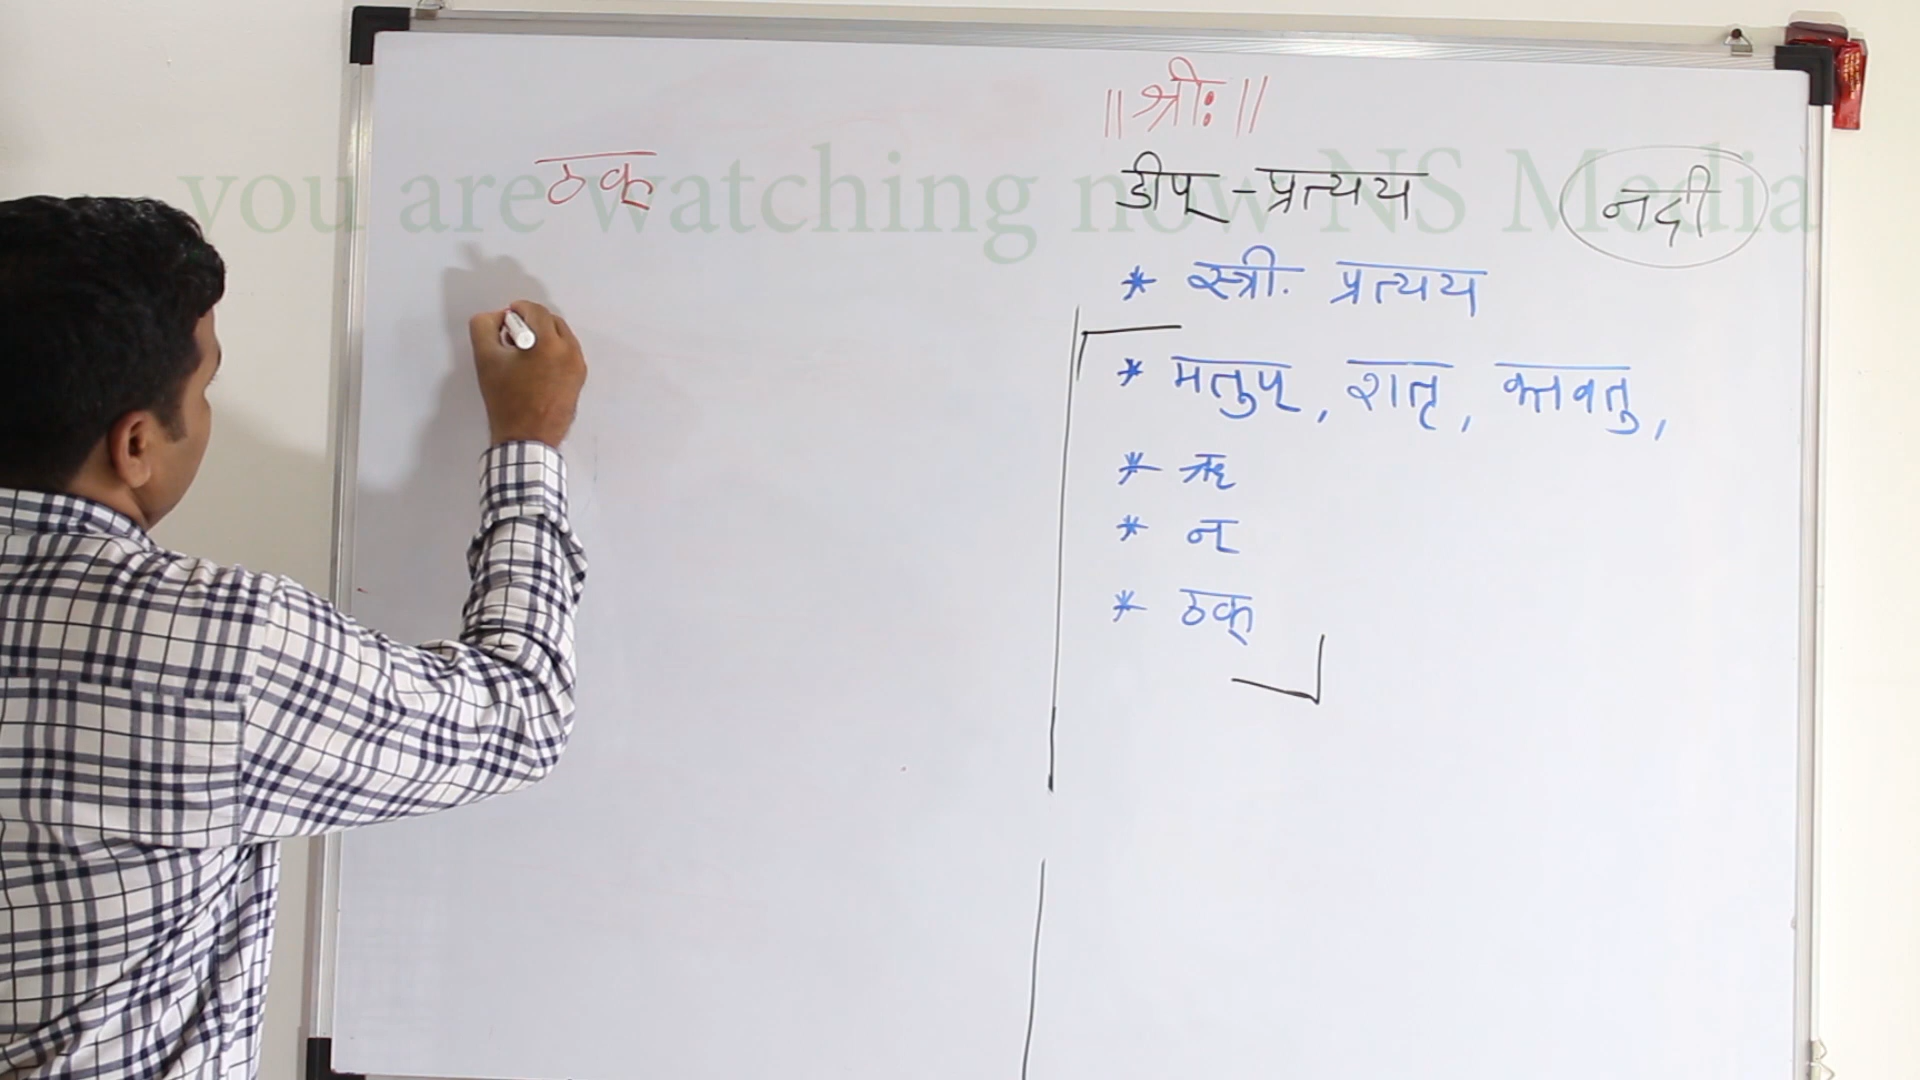 ॥ श्रीः ॥
ठक्
डीप् - प्रत्यय
नदी
* स्त्री. प्रत्यय
* मतुप्, शतृ, क्तवतु,
* ऋ
* न्
* ठक्
you are watching now NS Media